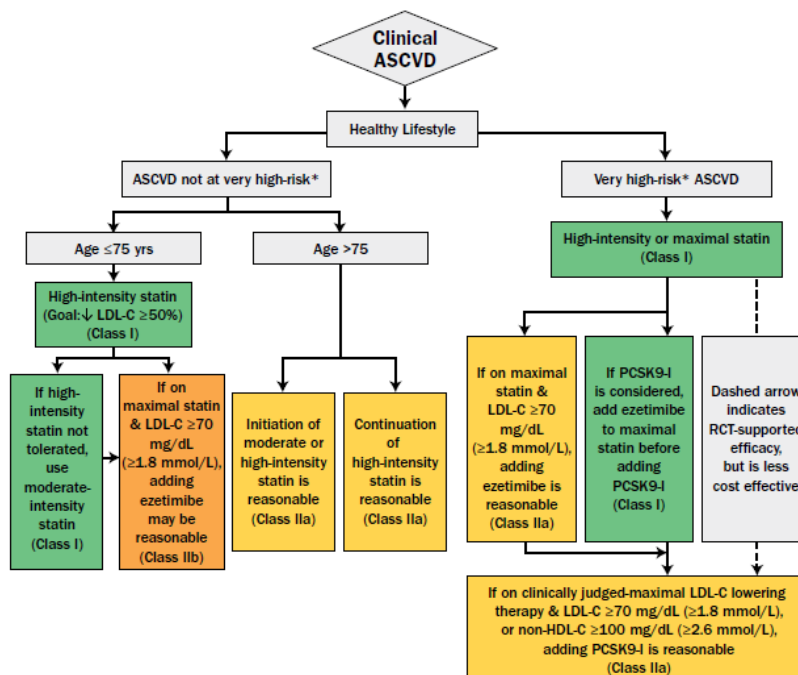 Clinical
ASCVD
Healthy Lifestyle
ASCVD not at very high-risk*
Very high-risk* ASCVD
Age ≤75 yrs
Age >75
High-intensity or maximal statin
(Class I)
High-intensity statin
(Goal:↓ LDL-C ≥50%)
(Class I)
If high-
intensity
statin not
tolerated,
use
moderate-
intensity
statin
(Class I)
If on
maximal statin
& LDL-C ≥70
mg/dL
(≥1.8 mmol/L),
adding
ezetimibe
may be
reasonable
(Class IIb)
Initiation of
moderate or
high-intensity
statin is
reasonable
(Class IIa)
Continuation
of
high-intensity
statin is
reasonable
(Class IIa)
If on
maximal
statin &
LDL-C ≥70
mg/dL
(≥1.8 mmol/L),
adding
ezetimibe is
reasonable
(Class IIa)
If PCSK9-I
is considered,
add ezetimibe
to maximal
statin before
adding
PCSK9-I
(Class I)
Dashed arrow
indicates
RCT-supported
efficacy,
but is less
cost effective
If on clinically judged-maximal LDL-C lowering
therapy & LDL-C ≥70 mg/dL (≥1.8 mmol/L),
or non-HDL-C ≥100 mg/dL (≥2.6 mmol/L),
adding PCSK9-I is reasonable
(Class IIa)